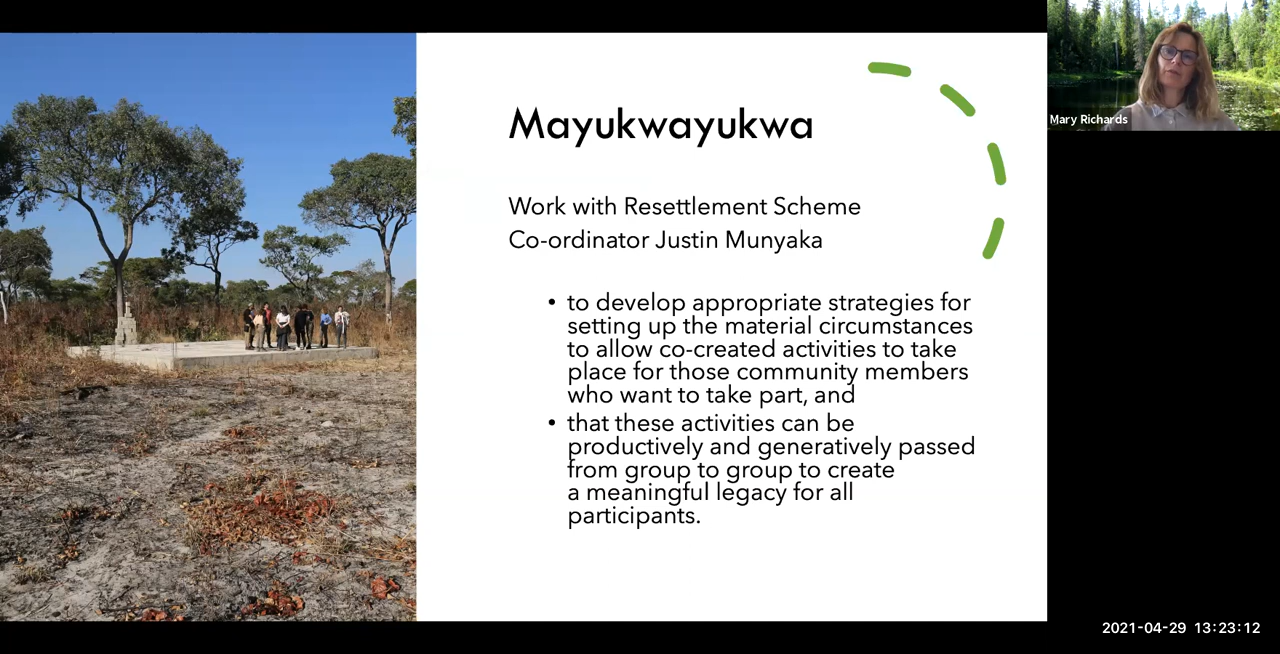 Mayukwayukwa
Work with Resettlement Scheme
Co-ordinator Justin Munyaka
• to develop appropriate strategies for
setting up the material circumstances
to allow co-created activities to take
place for those community members
who want to take part, and
• that these activities can be
productively and generatively passed
from group to group to create
a meaningful legacy for all
participants.
Mary Richards
2021-04-29 13:23:12